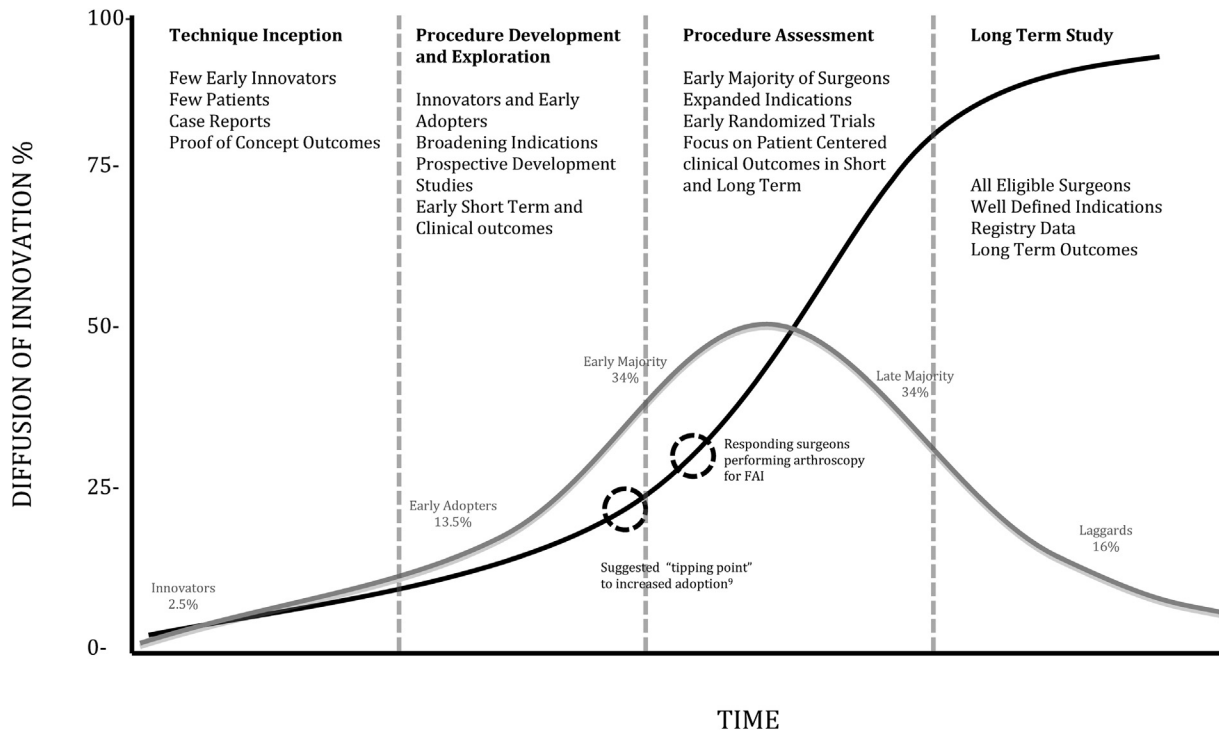 DIFFUSION OF INNOVATION %
100-
75-
50-
25-
0-
Technique Inception
Few Early Innovators
Few Patients
Case Reports
Proof of Concept Outcomes
Procedure Development
and Exploration
Innovators and Early
Adopters
Broadening Indications
Prospective Development
Studies
Early Short Term and
Clinical outcomes
Procedure Assessment
Early Majority of Surgeons
Expanded Indications
Early Randomized Trials
Focus on Patient Centered
clinical Outcomes in Short
and Long Term
Long Term Study
All Eligible Surgeons
Well Defined Indications
Registry Data
Long Term Outcomes
Innovators
2.5%
Early Adopters
13.5%
Early Majority
34%
Late Majority
34%
Laggards
16%
Responding surgeons
performing arthroscopy
for FAI
Suggested “tipping point”
to increased adoption⁹
TIME